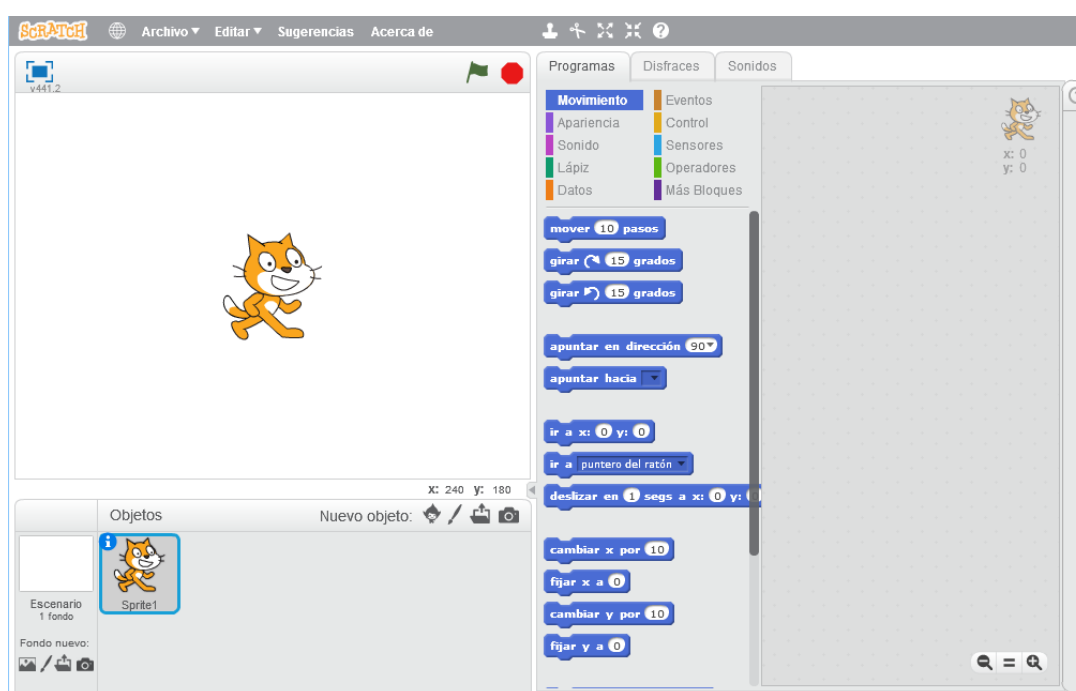 SCRATCH Archivo Editar Sugerencias Acerca de
v441.2
Programas Disfraces Sonidos
Movimiento Eventos
Apariencia Control
Sonido Sensores
Lápiz Operadores
Datos Más Bloques
x: 0
y: 0
mover 10 pasos
girar 15 grados
girar 15 grados
apuntar en dirección 90
apuntar hacia
ir a x: 0 y: 0
ir a puntero del ratón
deslizar en 1 segs a x: 0 y: 0
cambiar x por 10
fijar x a 0
cambiar y por 10
fijar y a 0
X: 240 y: 180
Objetos Nuevo objeto:
Escenario
1 fondo
Sprite1
Fondo nuevo: